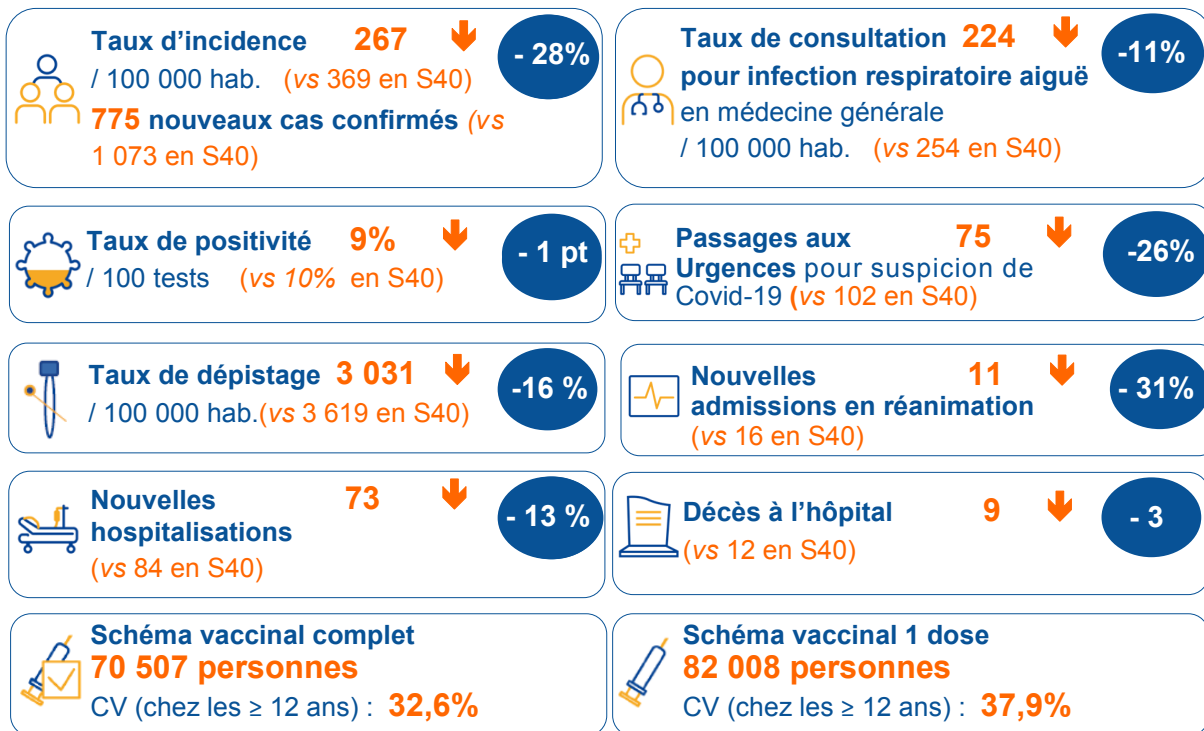 Taux d'incidence 267 - 28%
/ 100 000 hab. (vs 369 en S40)
775 nouveaux cas confirmés (vs
1 073 en S40)
Taux de consultation 224 -11%
pour infection respiratoire aiguë
en médecine générale
/ 100 000 hab. (vs 254 en S40)
Taux de positivité 9% - 1 pt
/ 100 tests (vs 10% en S40)
Passages aux 75 -26%
Urgences pour suspicion de
Covid-19 (vs 102 en S40)
Taux de dépistage 3 031 -16 %
/ 100 000 hab.(vs 3 619 en S40)
Nouvelles 11 - 31%
admissions en réanimation
(vs 16 en S40)
Nouvelles 73 - 13 %
hospitalisations
(vs 84 en S40)
Décès à l'hôpital 9 - 3
(vs 12 en S40)
Schéma vaccinal complet
70 507 personnes
CV (chez les ≥ 12 ans) : 32,6%
Schéma vaccinal 1 dose
82 008 personnes
CV (chez les ≥ 12 ans) : 37,9%